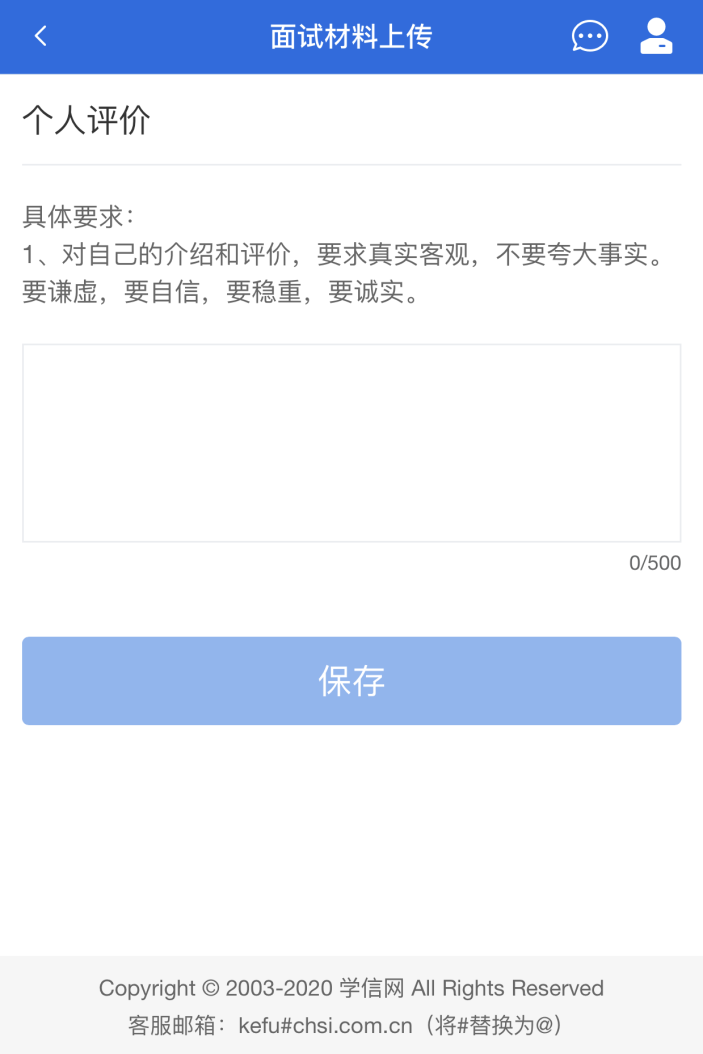 面试材料上传
个人评价
具体要求：
1、对自己的介绍和评价，要求真实客观，不要夸大事实。
要谦虚，要自信，要稳重，要诚实。
0/500
保存
Copyright © 2003-2020 学信网 All Rights Reserved
客服邮箱：kefu#chsi.com.cn（将#替换为@）